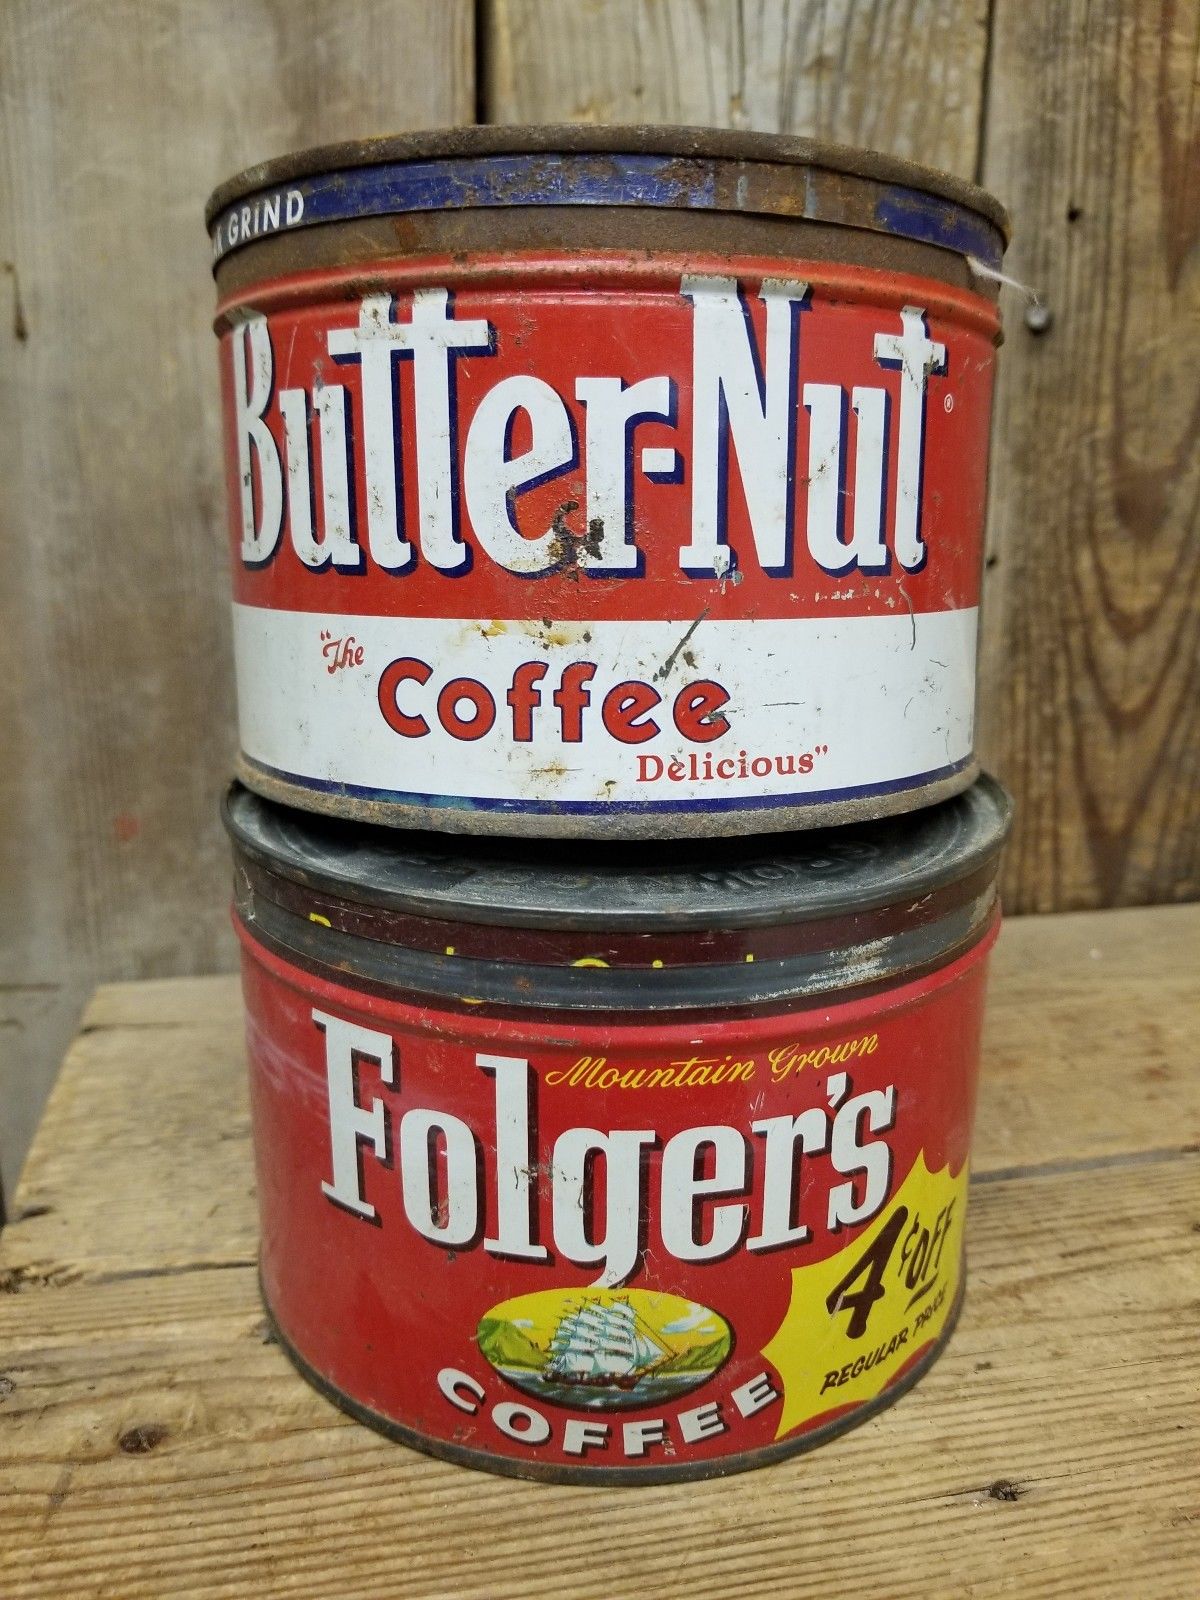 GRIND
Butter-Nut®
"The
Coffee
Delicious"
Mountain Grown
Folger's
4¢ OFF
REGULAR PRICE
COFFEE